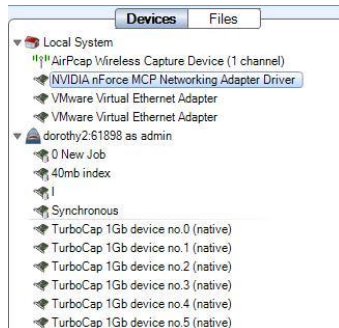 Devices Files
Local System
AirPcap Wireless Capture Device (1 channel)
NVIDIA nForce MCP Networking Adapter Driver
VMware Virtual Ethernet Adapter
VMware Virtual Ethernet Adapter
dorothy2:61898 as admin
0 New Job
40mb index
I
Synchronous
TurboCap 1Gb device no.0 (native)
TurboCap 1Gb device no.1 (native)
TurboCap 1Gb device no.2 (native)
TurboCap 1Gb device no.3 (native)
TurboCap 1Gb device no.4 (native)
TurboCap 1Gb device no.5 (native)